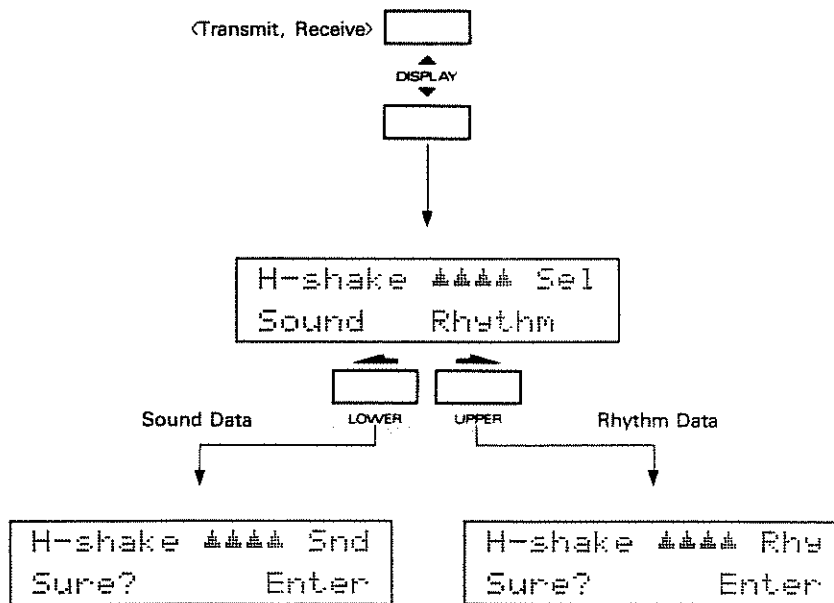 <Transmit, Receive>
DISPLAY
H-shake ▲▲▲▲ Sel
Sound Rhythm
LOWER UPPER
Sound Data Rhythm Data
H-shake ▲▲▲▲ Snd
Sure? Enter
H-shake ▲▲▲▲ Rhy
Sure? Enter